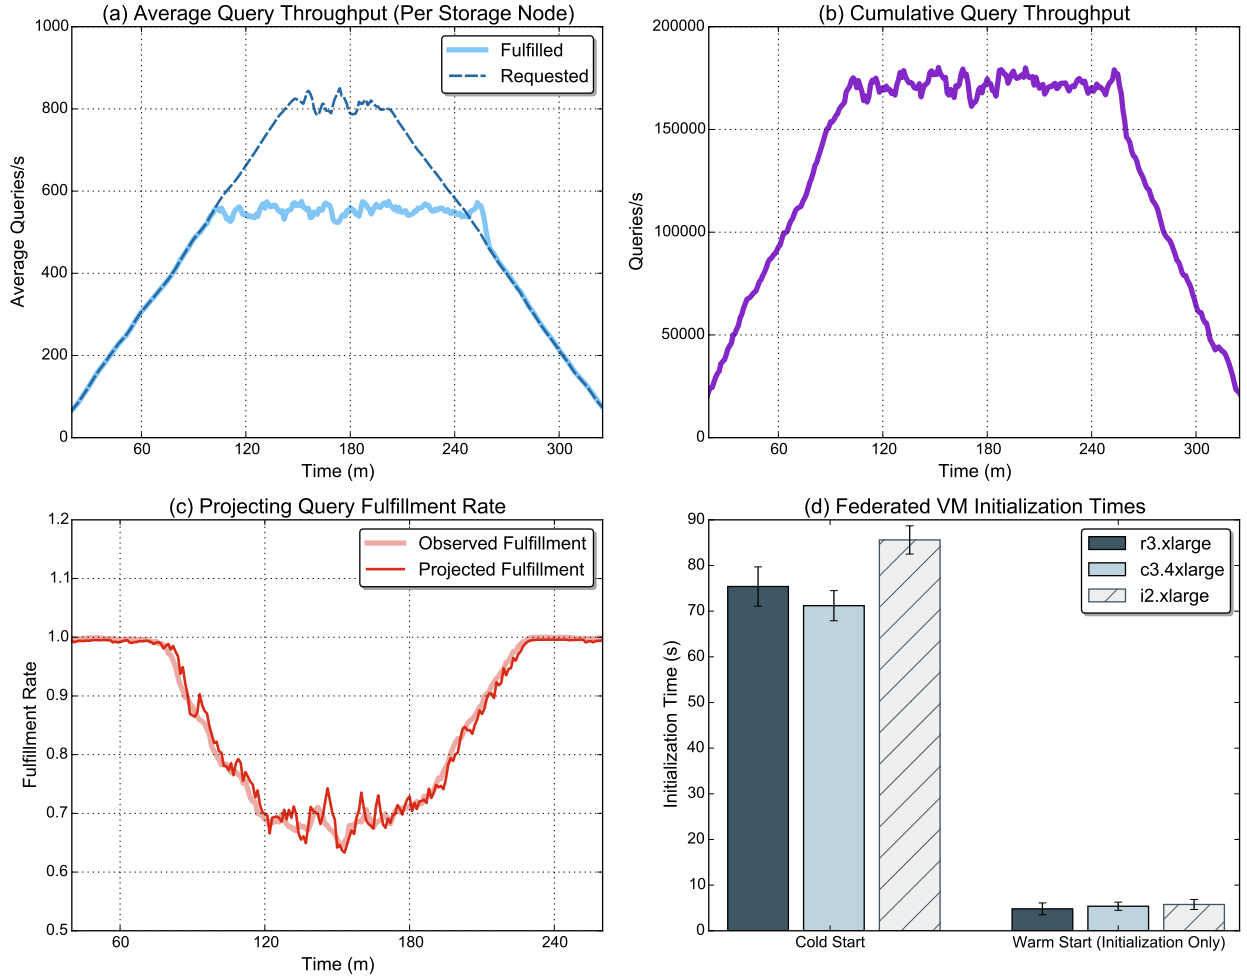 (a) Average Query Throughput (Per Storage Node)
1000
800
600
400
200
0
Average Queries/s
Fulfilled
Requested
60 120 180 240 300
Time (m)
(b) Cumulative Query Throughput
200000
150000
100000
50000
0
Queries/s
60 120 180 240 300
Time (m)
(c) Projecting Query Fulfillment Rate
1.2
1.1
1.0
0.9
0.8
0.7
0.6
0.5
Fulfillment Rate
Observed Fulfillment
Projected Fulfillment
60 120 180 240
Time (m)
(d) Federated VM Initialization Times
90
80
70
60
50
40
30
20
10
0
Initialization Time (s)
r3.xlarge
c3.4xlarge
i2.xlarge
Cold Start Warm Start (Initialization Only)